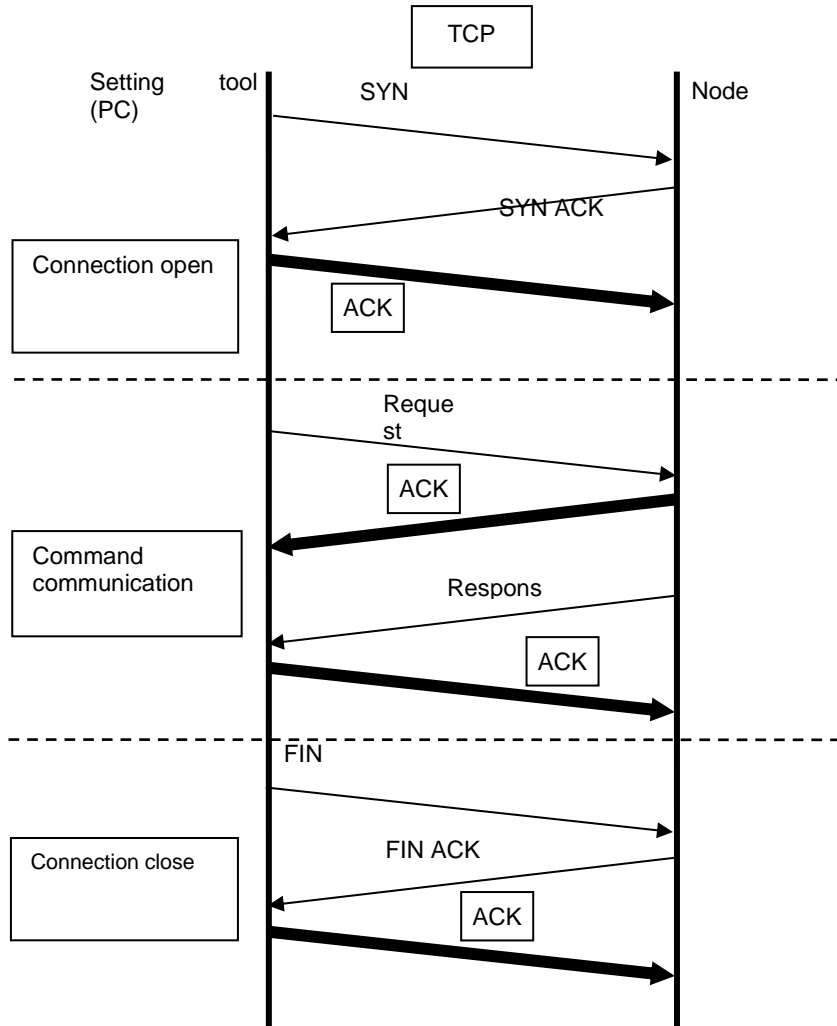 TCP
Setting tool
(PC)
SYN
Node
SYN ACK
Connection open
ACK
Reque
st
ACK
Command
communication
Respons
ACK
FIN
FIN ACK
Connection close
ACK